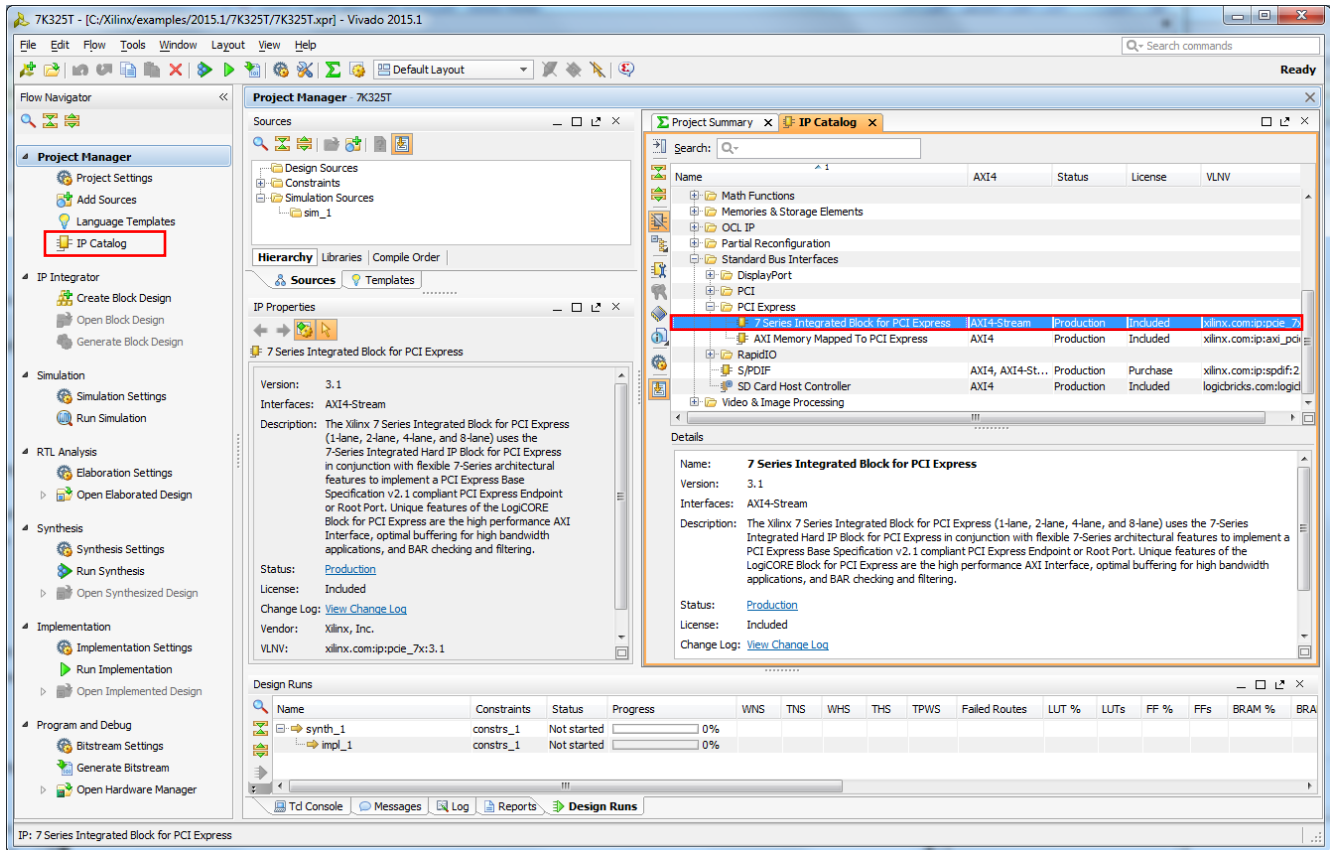 7K325T - [C:/Xilinx/examples/2015.1/7K325T/7K325T.xpr] - Vivado 2015.1
File Edit Flow Tools Window Layout View Help
Search commands
Default Layout
Ready
Flow Navigator
Project Manager
Project Settings
Add Sources
Language Templates
IP Catalog
IP Integrator
Create Block Design
Open Block Design
Generate Block Design
Simulation
Simulation Settings
Run Simulation
RTL Analysis
Elaboration Settings
Open Elaborated Design
Synthesis
Synthesis Settings
Run Synthesis
Open Synthesized Design
Implementation
Implementation Settings
Run Implementation
Open Implemented Design
Program and Debug
Bitstream Settings
Generate Bitstream
Open Hardware Manager
Project Manager - 7K325T
Sources
Design Sources
Constraints
Simulation Sources
sim_1
Hierarchy Libraries Compile Order
Sources Templates
IP Properties
7 Series Integrated Block for PCI Express
Version: 3.1
Interfaces: AXI4-Stream
Description: The Xilinx 7 Series Integrated Block for PCI Express
(1-lane, 2-lane, 4-lane, and 8-lane) uses the
7-Series Integrated Hard IP Block for PCI Express
in conjunction with flexible 7-Series architectural
features to implement a PCI Express Base
Specification v2.1 compliant PCI Express Endpoint
or Root Port. Unique features of the LogiCORE
Block for PCI Express are the high performance AXI
Interface, optimal buffering for high bandwidth
applications, and BAR checking and filtering.
Status: Production
License: Included
Change Log: View Change Log
Vendor: Xilinx, Inc.
VLNV: xilinx.com:ip:pcie_7x:3.1
Project Summary IP Catalog
Search:
Name 1 AXI4 Status License VLNV
Math Functions
Memories & Storage Elements
OCL IP
Partial Reconfiguration
Standard Bus Interfaces
DisplayPort
PCI
PCI Express
7 Series Integrated Block for PCI Express AXI4-Stream Production Included xilinx.com:ip:pcie_7x
AXI Memory Mapped To PCI Express AXI4 Production Included xilinx.com:ip:axi_pcie
RapidIO
S/PDIF AXI4, AXI4-St... Production Purchase xilinx.com:ip:spdif:2
SD Card Host Controller AXI4 Production Included logicbricks.com:logicl
Video & Image Processing
Details
Name: 7 Series Integrated Block for PCI Express
Version: 3.1
Interfaces: AXI4-Stream
Description: The Xilinx 7 Series Integrated Block for PCI Express (1-lane, 2-lane, 4-lane, and 8-lane) uses the 7-Series
Integrated Hard IP Block for PCI Express in conjunction with flexible 7-Series architectural features to implement a
PCI Express Base Specification v2.1 compliant PCI Express Endpoint or Root Port. Unique features of the
LogiCORE Block for PCI Express are the high performance AXI Interface, optimal buffering for high bandwidth
applications, and BAR checking and filtering.
Status: Production
License: Included
Change Log: View Change Log
Design Runs
Name Constraints Status Progress WNS TNS WHS THS TPWS Failed Routes LUT % LUTs FF % FFs BRAM % BRA
synth_1 constrs_1 Not started 0%
impl_1 constrs_1 Not started 0%
Tcl Console Messages Log Reports Design Runs
IP: 7 Series Integrated Block for PCI Express